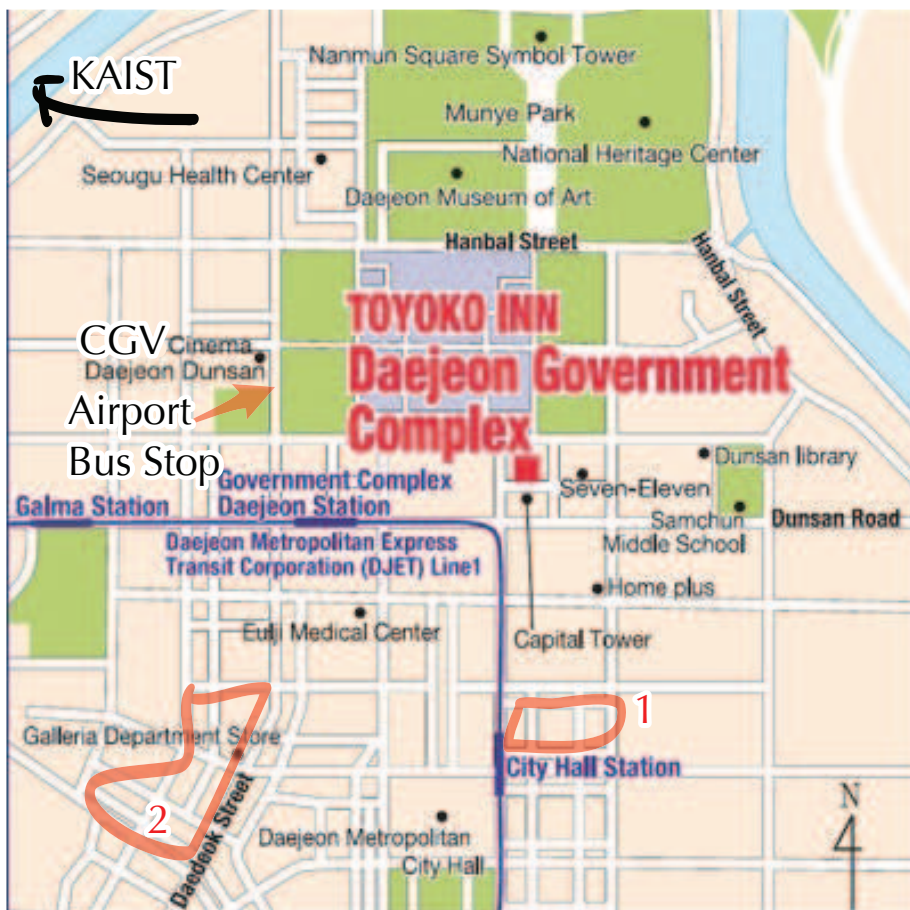 KAIST
Nanmun Square Symbol Tower
Munye Park
National Heritage Center
Seougu Health Center
Daejeon Museum of Art
Hanbal Street
Hanbal Street
TOYOKO INN
Daejeon Government
Complex
CGV Cinema
Daejeon Dunsan
Airport
Bus Stop
Dunsan library
Seven-Eleven
Government Complex
Daejeon Station
Galma Station
Samchun
Middle School
Dunsan Road
Daejeon Metropolitan Express
Transit Corporation (DJET) Line1
Home plus
Eulji Medical Center
Capital Tower
1
Galleria Department Store
City Hall Station
2
Daedeok Street
Daejeon Metropolitan
City Hall
N